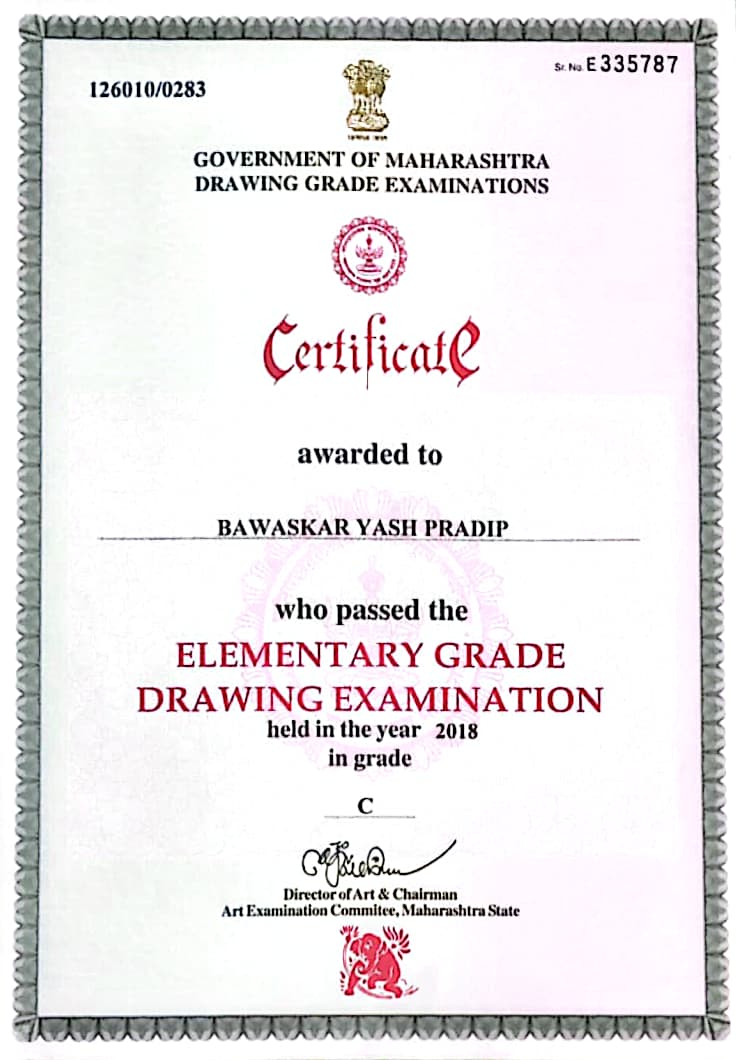 126010/0283
Sr. No. E 335787
GOVERNMENT OF MAHARASHTRA
DRAWING GRADE EXAMINATIONS
Certificate
awarded to
BAWASKAR YASH PRADIP
who passed the
ELEMENTARY GRADE
DRAWING EXAMINATION
held in the year 2018
in grade
C
Director of Art & Chairman
Art Examination Commitee, Maharashtra State